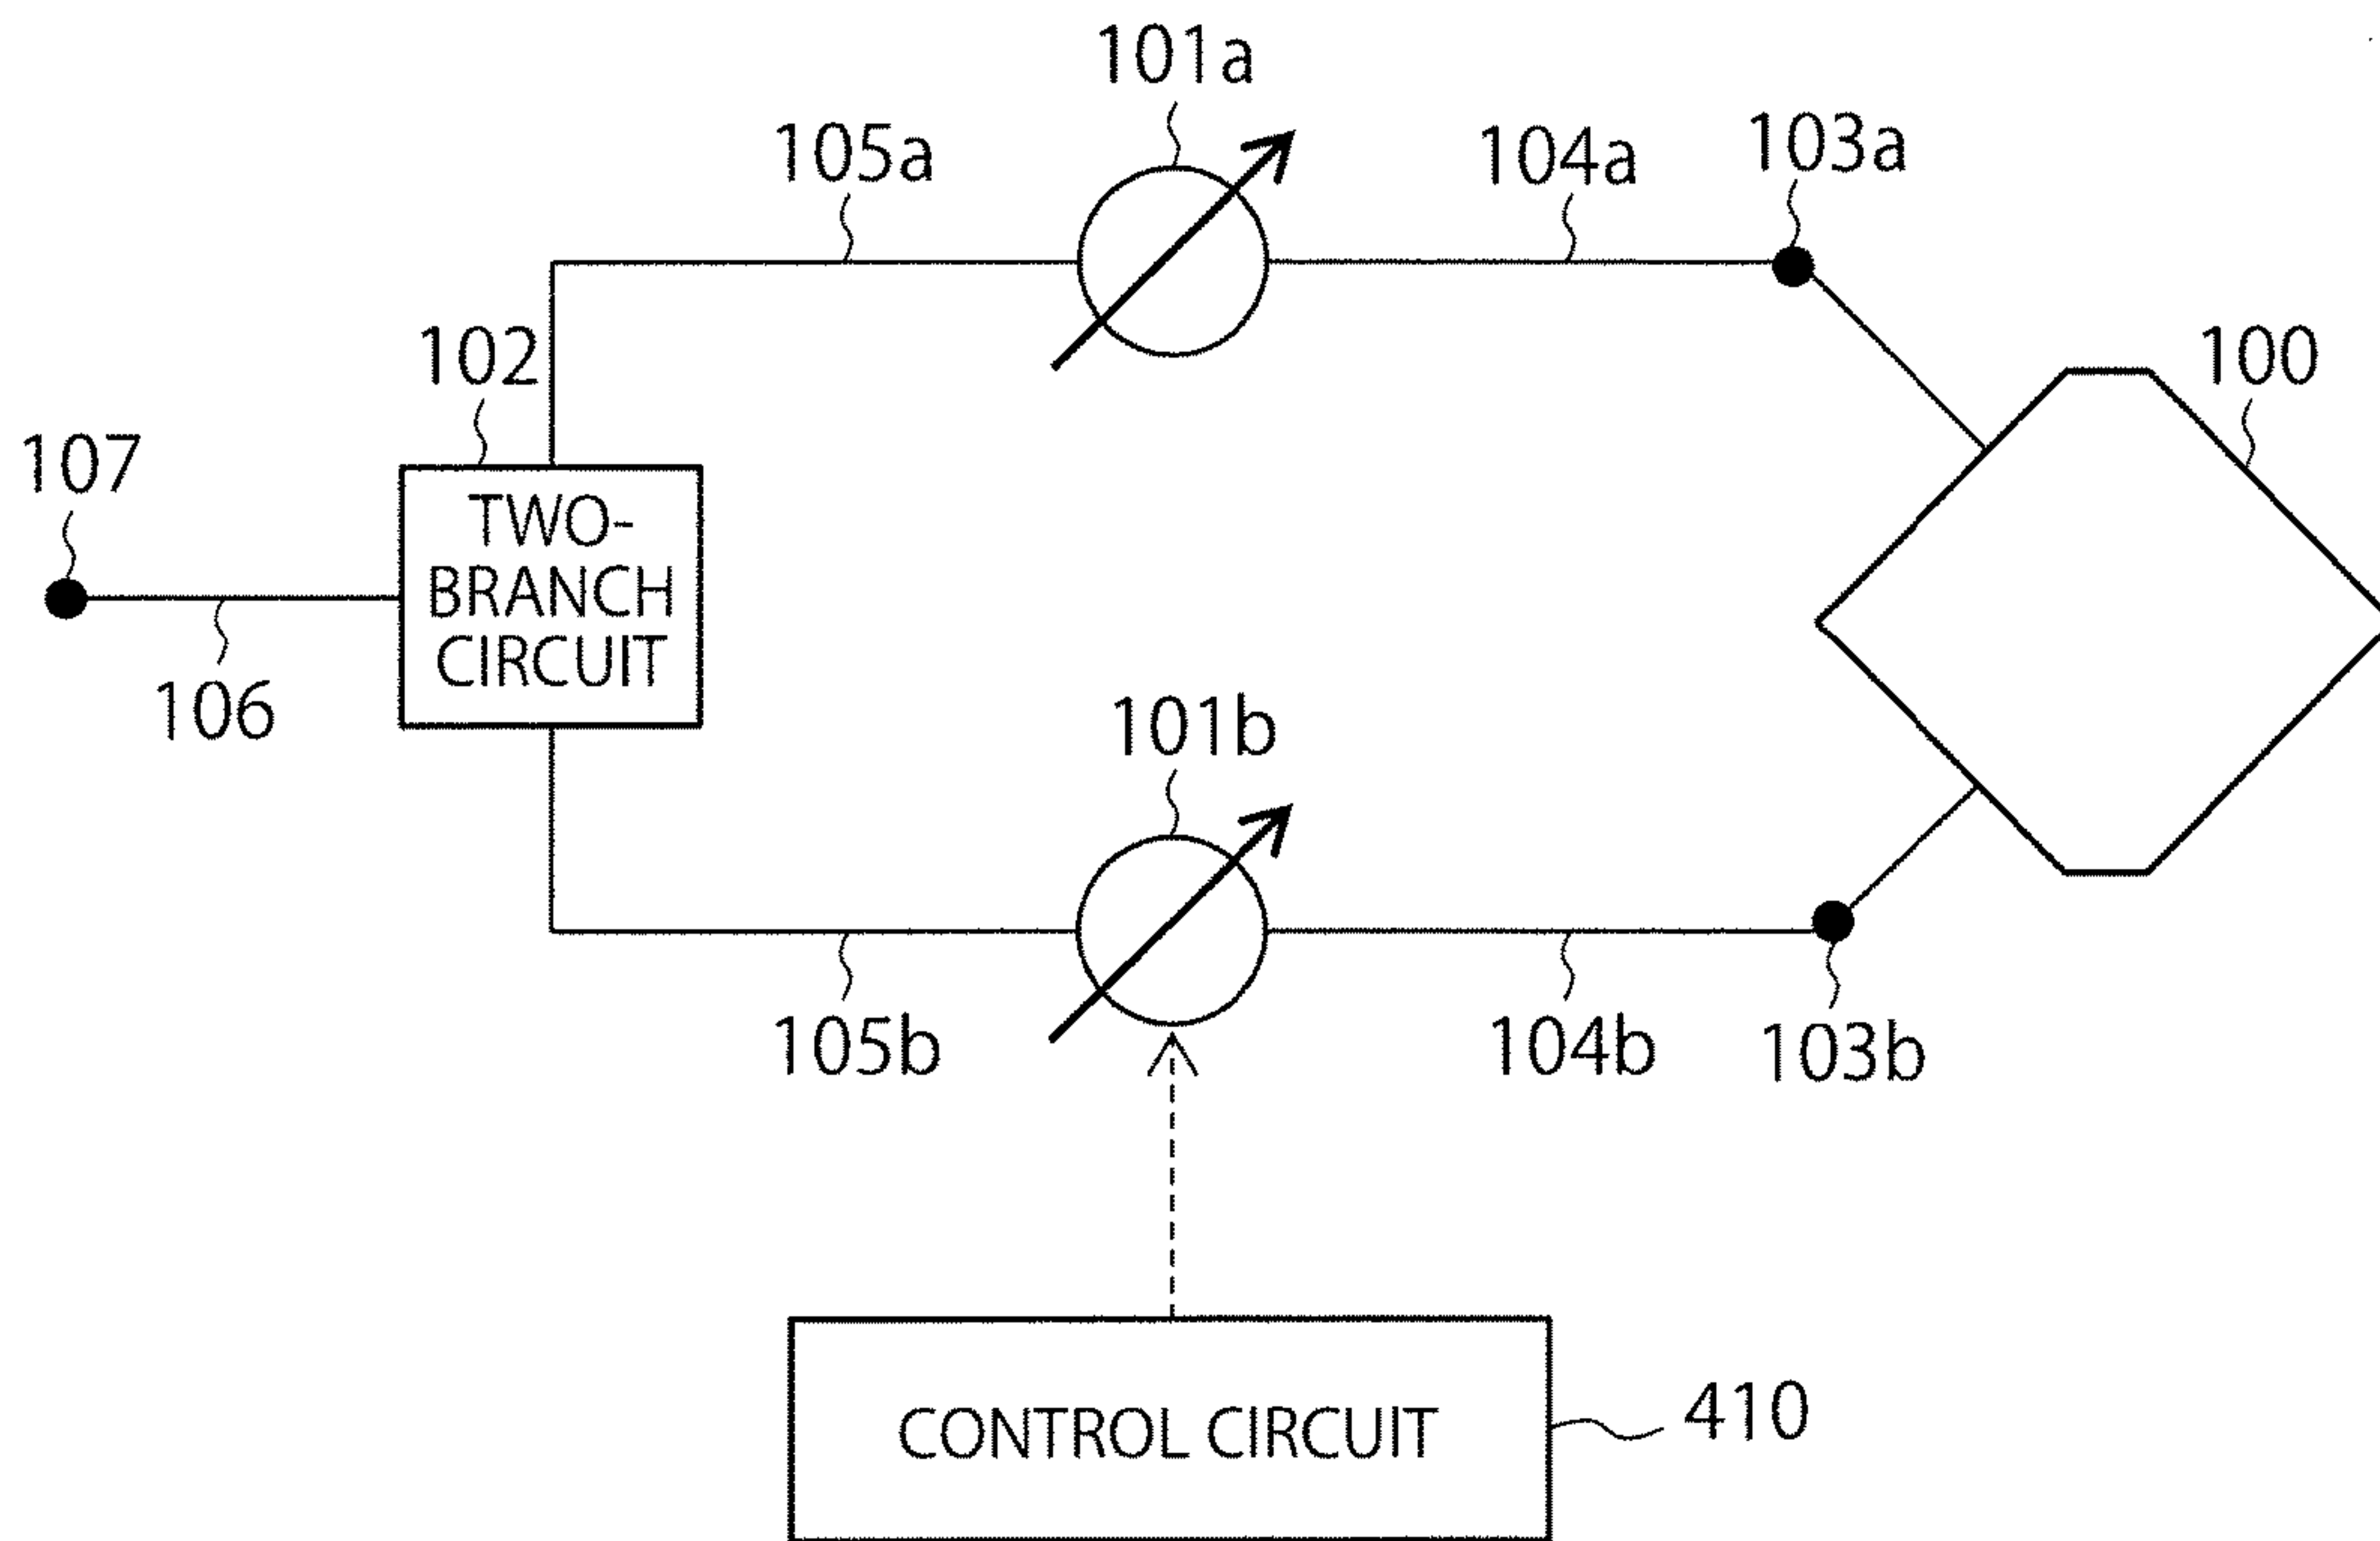 101a
105a
104a
103a
102
100
107
TWO-
BRANCH
CIRCUIT
106
101b
105b
104b
103b
CONTROL CIRCUIT
410